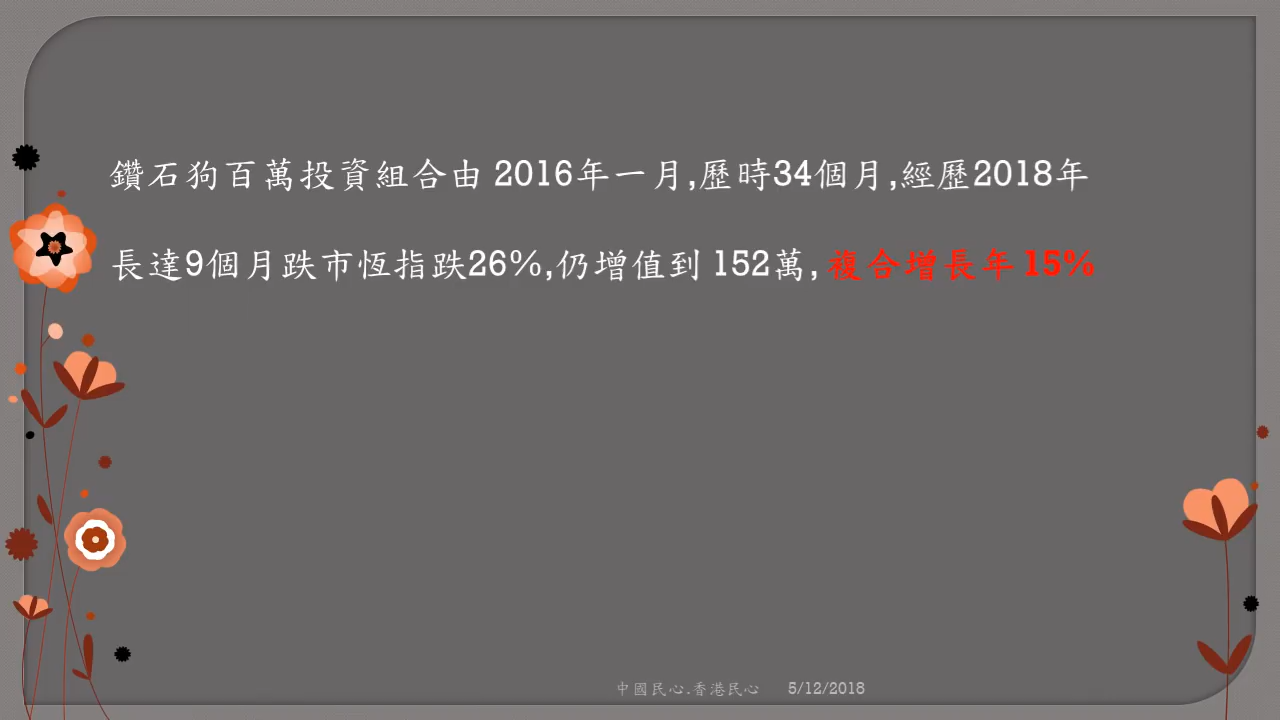 鑽石狗百萬投資組合由 2016年一月,歷時34個月,經歷2018年
長達9個月跌市恆指跌26%,仍增值到 152萬, 複合增長年 15%
中國民心.香港民心 5/12/2018